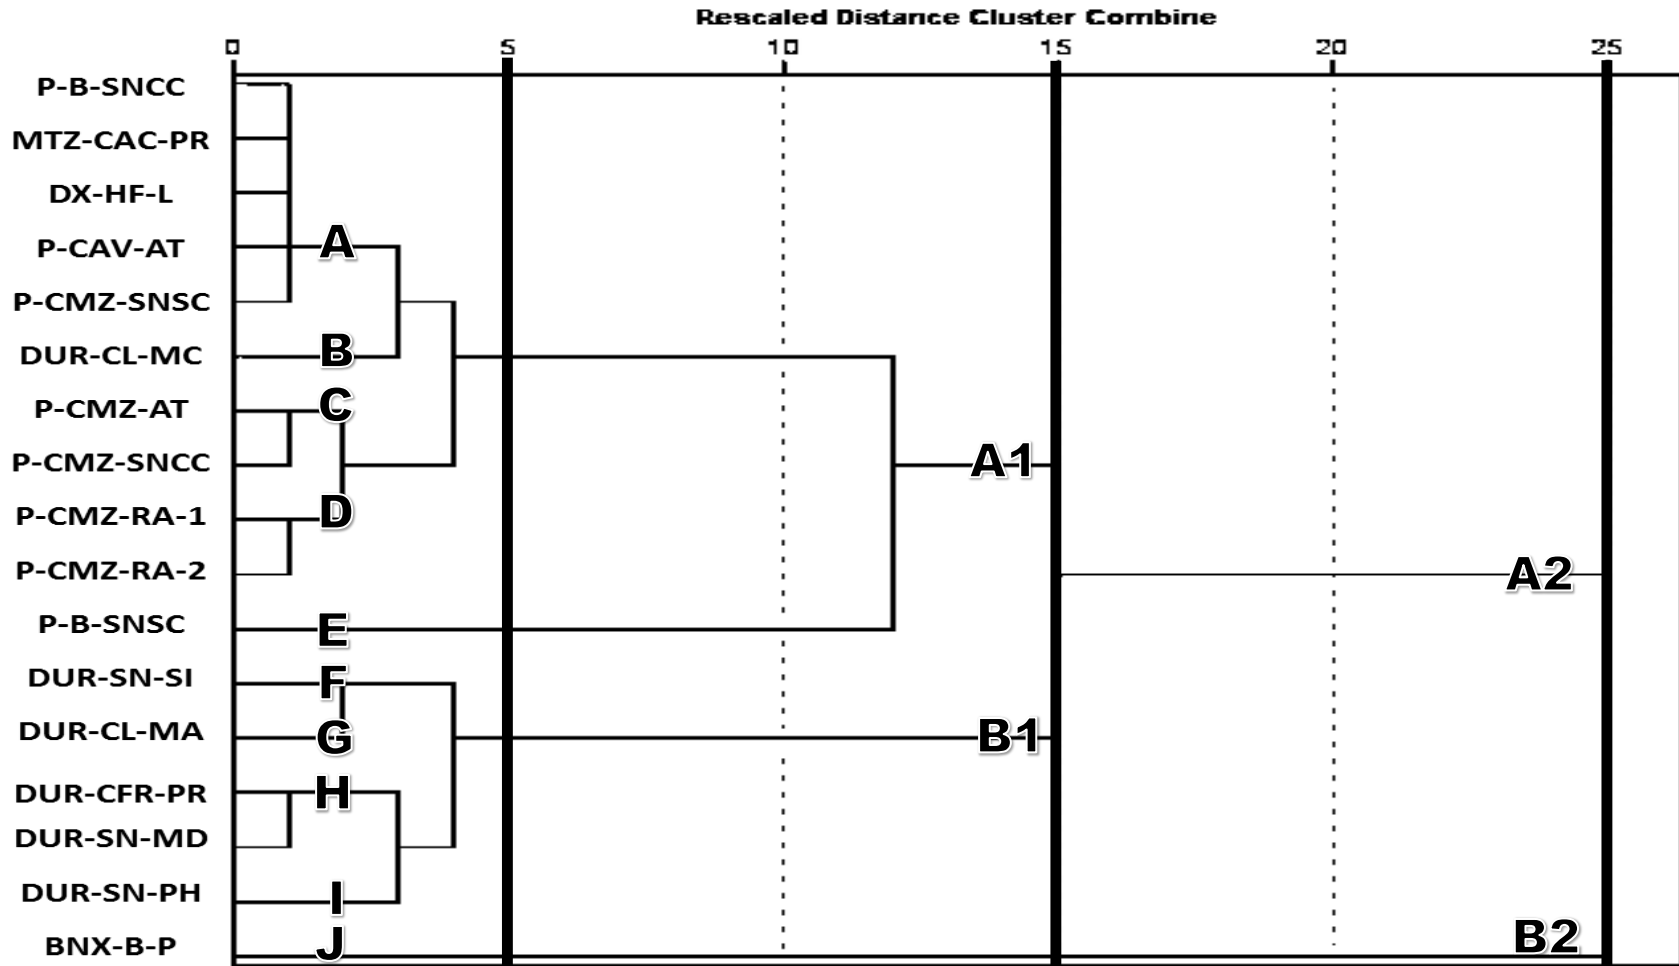 Rescaled Distance Cluster Combine
0 5 10 15 20 25
P-B-SNCC
MTZ-CAC-PR
DX-HF-L
P-CAV-AT A
P-CMZ-SNSC
DUR-CL-MC B
P-CMZ-AT C
P-CMZ-SNCC A1
P-CMZ-RA-1 D
P-CMZ-RA-2 A2
P-B-SNSC E
DUR-SN-SI F
DUR-CL-MA G B1
DUR-CFR-PR H
DUR-SN-MD
DUR-SN-PH I
BNX-B-P J B2